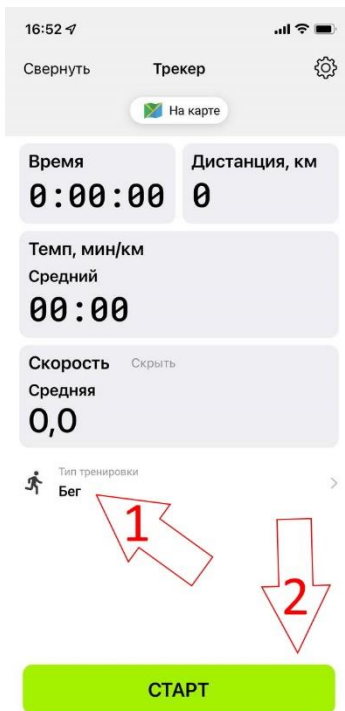 16:52
Свернуть Трекер
На карте
Время Дистанция, км
0:00:00 0
Темп, мин/км
Средний
00:00
Скорость Скрыть
Средняя
0,0
Тип тренировки
Бег
1
2
СТАРТ